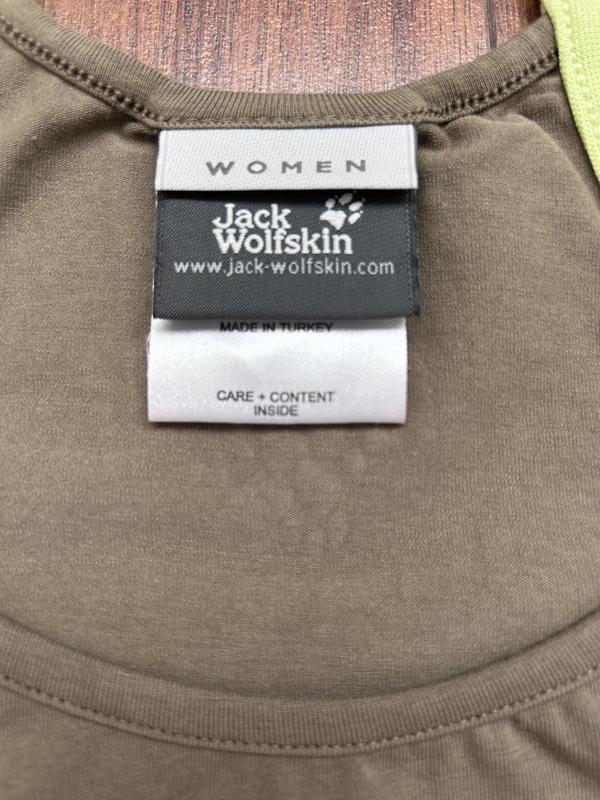 WOMEN
Jack
Wolfskin
www.jack-wolfskin.com
MADE IN TURKEY
CARE + CONTENT
INSIDE